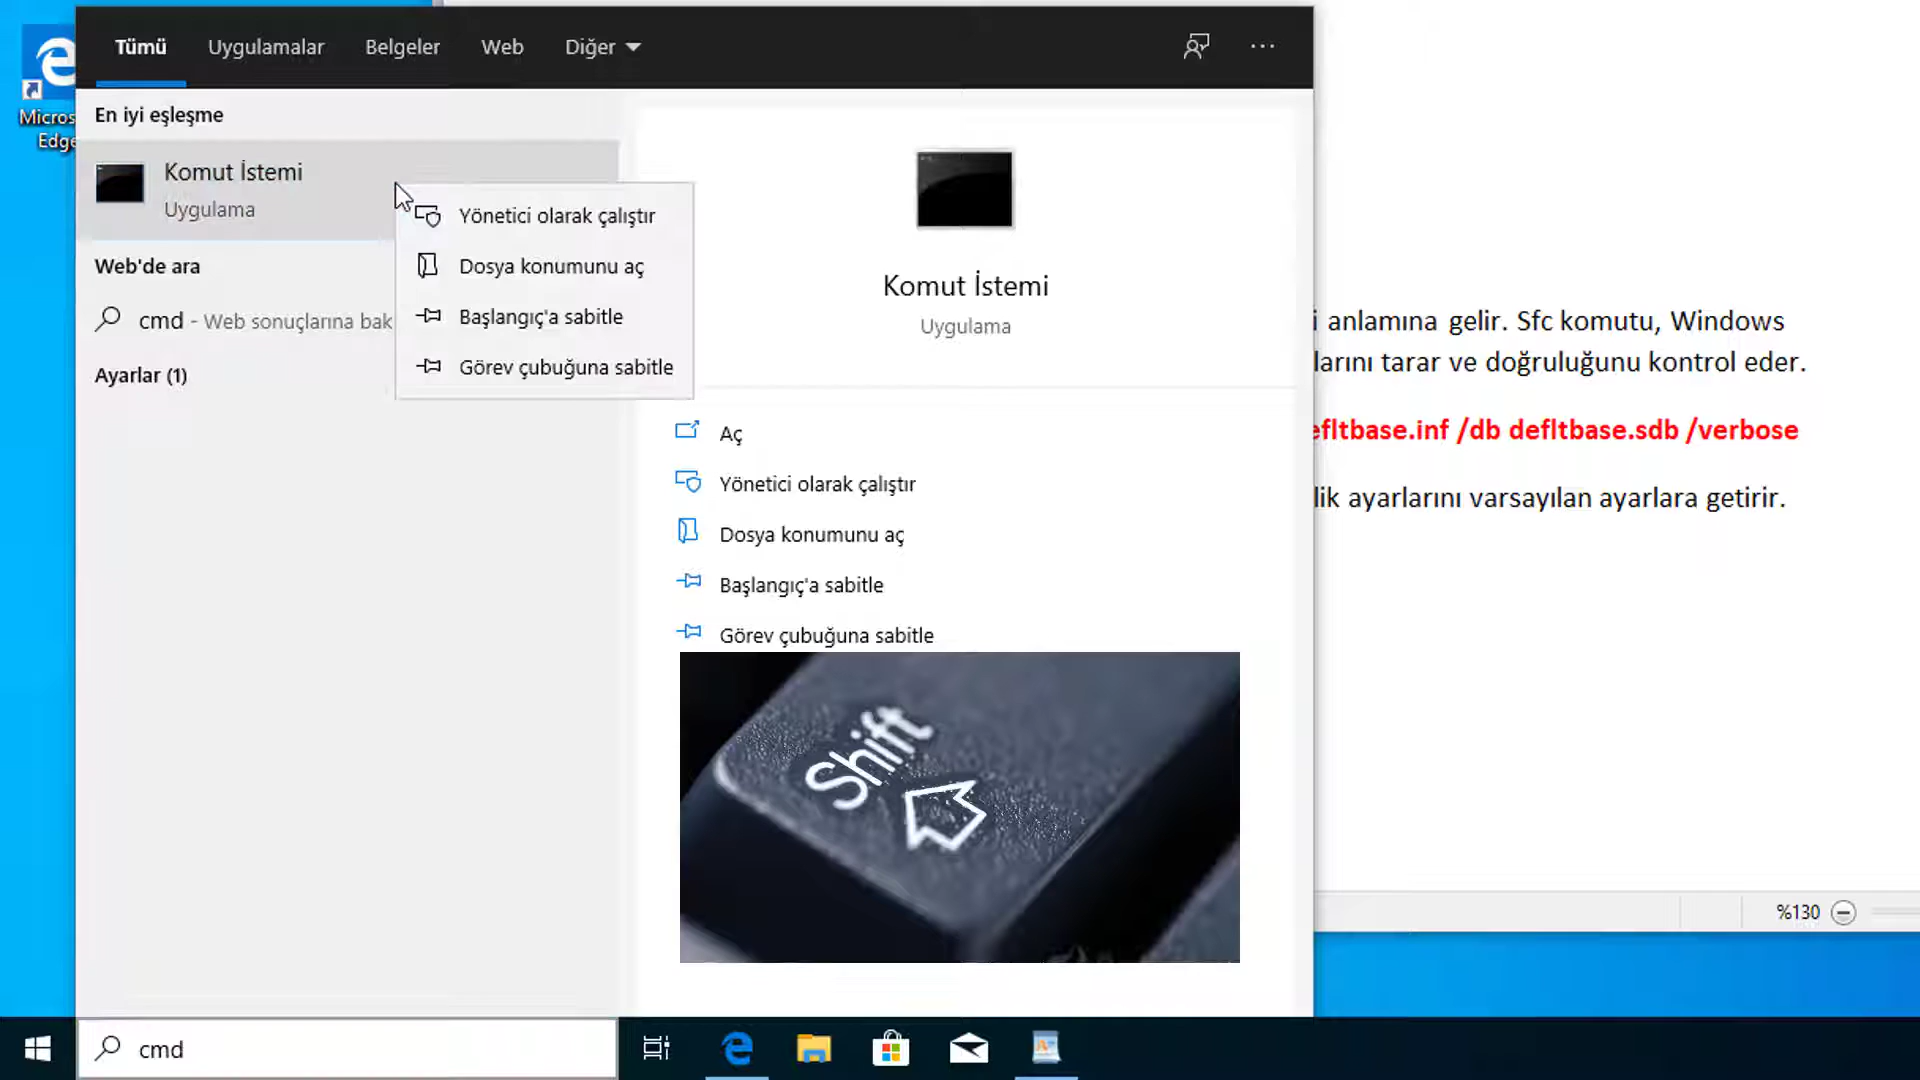 Tümü
Uygulamalar
Belgeler
Web
Diğer
Micros
Edge
En iyi eşleşme
Komut İstemi
Uygulama
Web'de ara
cmd - Web sonuçlarına bak
Ayarlar (1)
Yönetici olarak çalıştır
Dosya konumunu aç
Başlangıç'a sabitle
Görev çubuğuna sabitle
Komut İstemi
Uygulama
Aç
Yönetici olarak çalıştır
Dosya konumunu aç
Başlangıç'a sabitle
Görev çubuğuna sabitle
Shift
i anlamına gelir. Sfc komutu, Windows
larını tarar ve doğruluğunu kontrol eder.
efltbase.inf /db defltbase.sdb /verbose
lik ayarlarını varsayılan ayarlara getirir.
%130
cmd